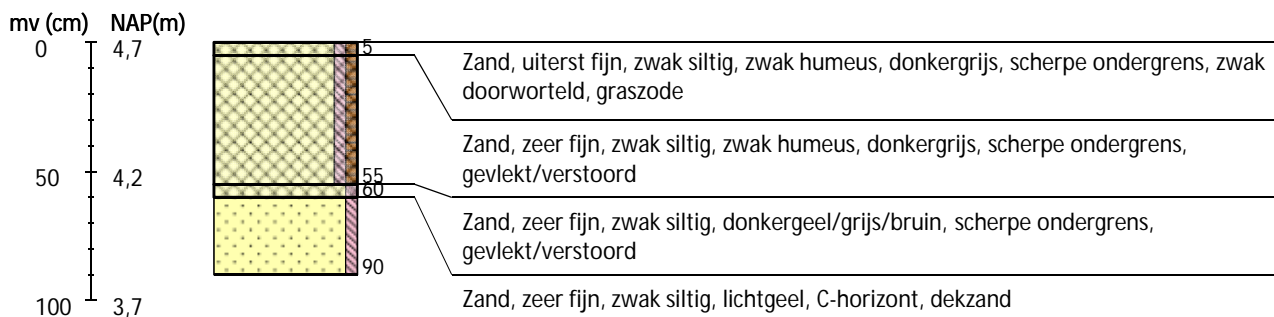 mv (cm) NAP(m)
0 4,7
5
Zand, uiterst fijn, zwak siltig, zwak humeus, donkergrijs, scherpe ondergrens, zwak
doorworteld, graszode
Zand, zeer fijn, zwak siltig, zwak humeus, donkergrijs, scherpe ondergrens,
gevlekt/verstoord
50 4,2
55
60
Zand, zeer fijn, zwak siltig, donkergeel/grijs/bruin, scherpe ondergrens,
gevlekt/verstoord
90
100 3,7
Zand, zeer fijn, zwak siltig, lichtgeel, C-horizont, dekzand